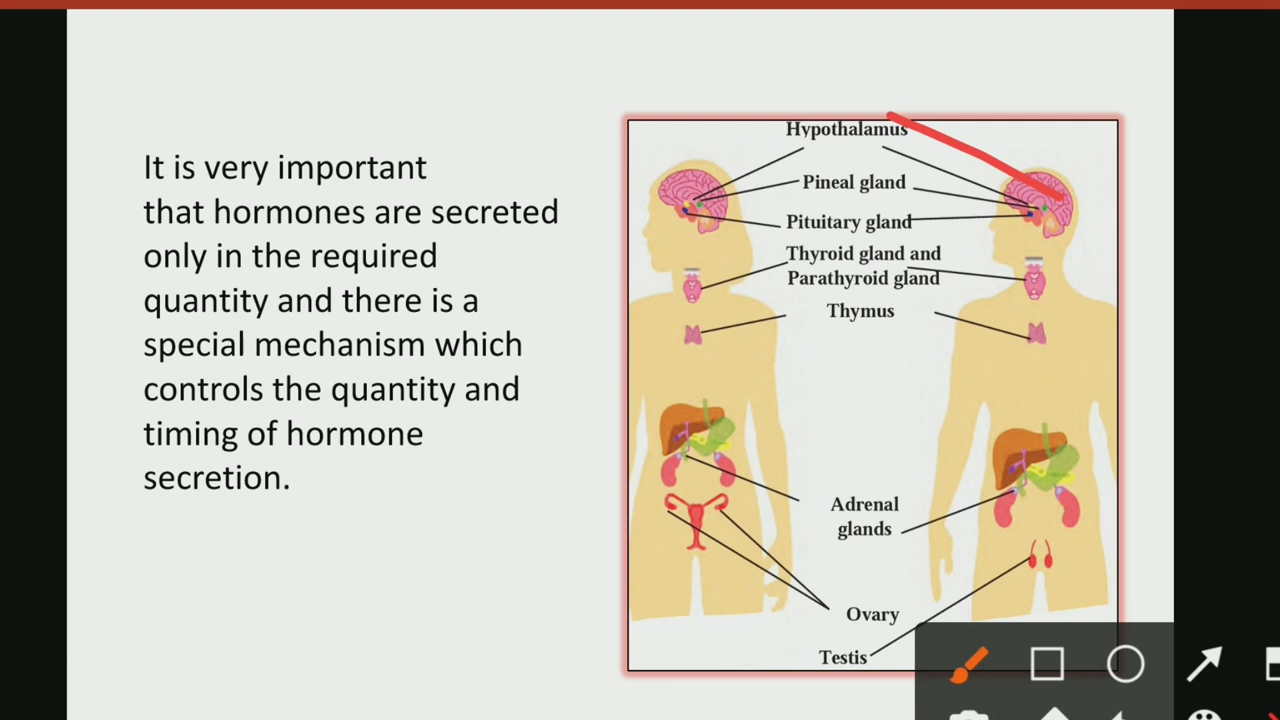 It is very important
that hormones are secreted
only in the required
quantity and there is a
special mechanism which
controls the quantity and
timing of hormone
secretion.
Hypothalamus
Pineal gland
Pituitary gland
Thyroid gland and
Parathyroid gland
Thymus
Adrenal
glands
Ovary
Testis